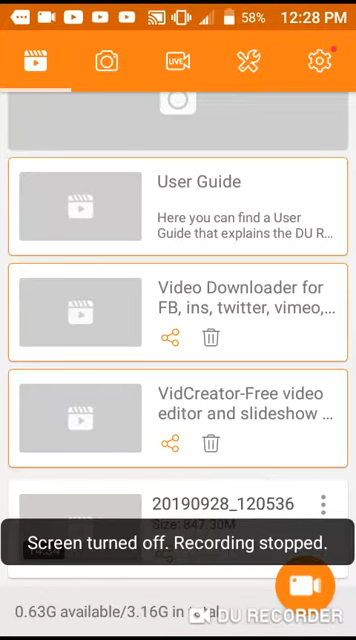 58% 12:28 PM
LIVE
User Guide
Here you can find a User
Guide that explains the DU R...
Video Downloader for
FB, ins, twitter, vimeo,...
VidCreator-Free video
editor and slideshow ...
20190928_120536
Size: 847.30M
Screen turned off. Recording stopped.
0.63G available/3.16G in total
DU RECORDER